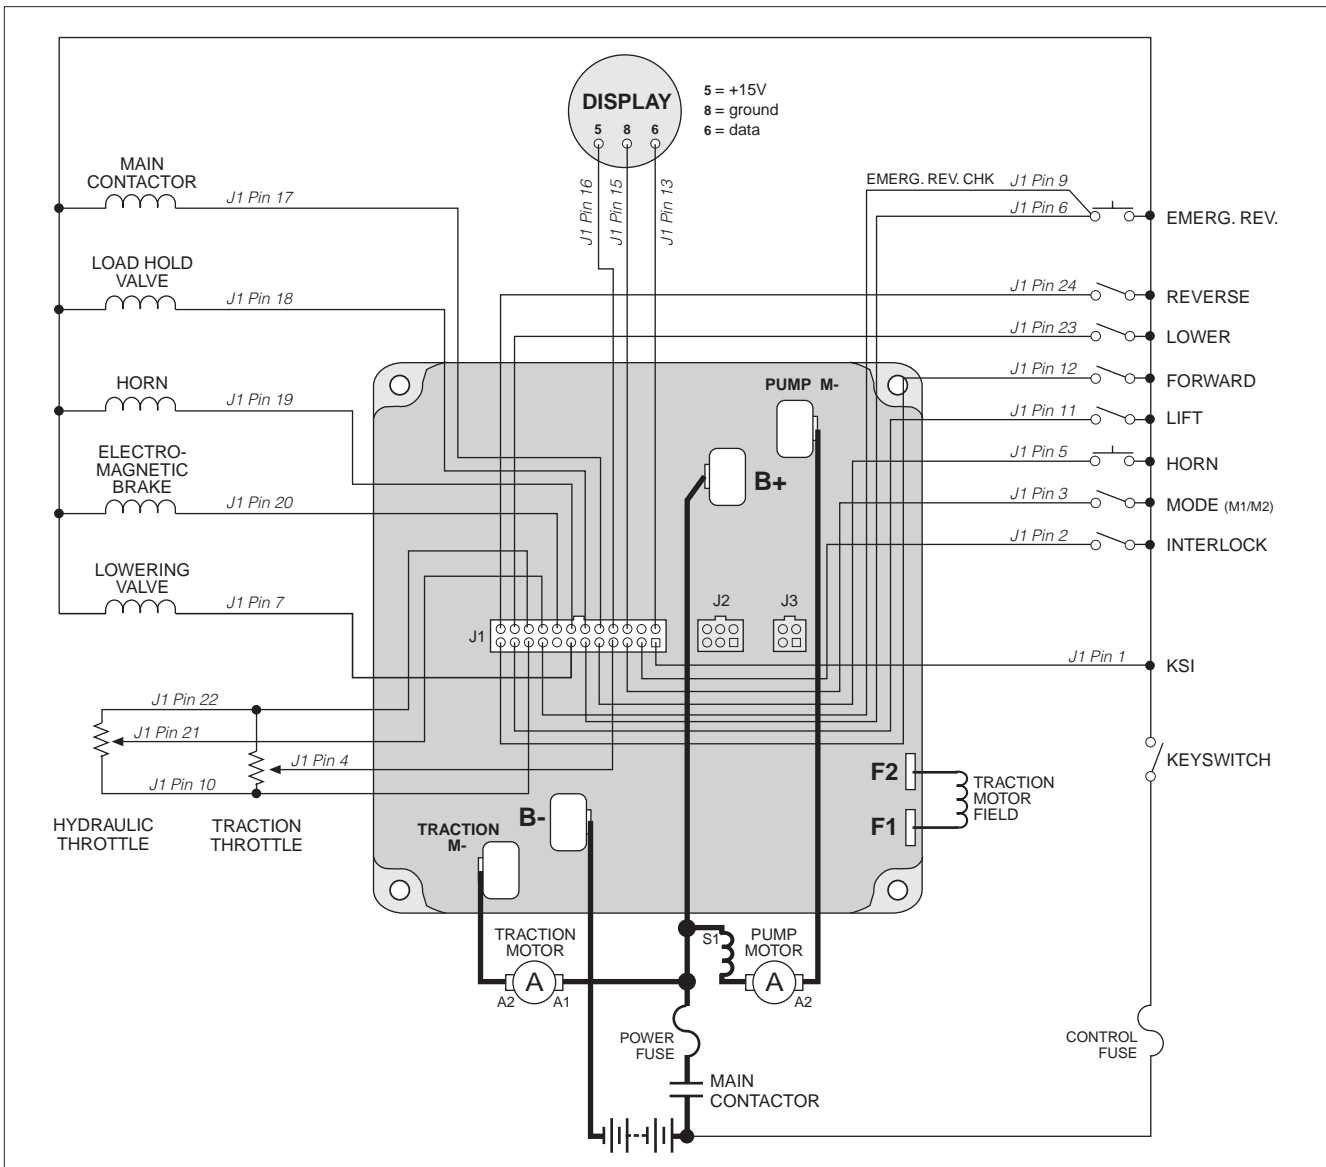 DISPLAY
5 8 6
5 = +15V
8 = ground
6 = data
J1 Pin 16
J1 Pin 15
J1 Pin 13
MAIN
CONTACTOR
J1 Pin 17
LOAD HOLD
VALVE
J1 Pin 18
HORN
J1 Pin 19
ELECTRO-
MAGNETIC
BRAKE
J1 Pin 20
LOWERING
VALVE
J1 Pin 7
EMERG. REV. CHK
J1 Pin 9
J1 Pin 6
EMERG. REV.
J1 Pin 24
REVERSE
J1 Pin 23
LOWER
J1 Pin 12
FORWARD
J1 Pin 11
LIFT
J1 Pin 5
HORN
J1 Pin 3
MODE (M1/M2)
J1 Pin 2
INTERLOCK
J1 Pin 1
KSI
KEYSWITCH
PUMP M-
B+
J1
J2
J3
J1 Pin 22
J1 Pin 21
J1 Pin 4
J1 Pin 10
HYDRAULIC
THROTTLE
TRACTION
THROTTLE
B-
TRACTION
M-
F2
F1
TRACTION
MOTOR
FIELD
TRACTION
MOTOR
A
A2
A1
S1
PUMP
MOTOR
A
A2
POWER
FUSE
MAIN
CONTACTOR
CONTROL
FUSE